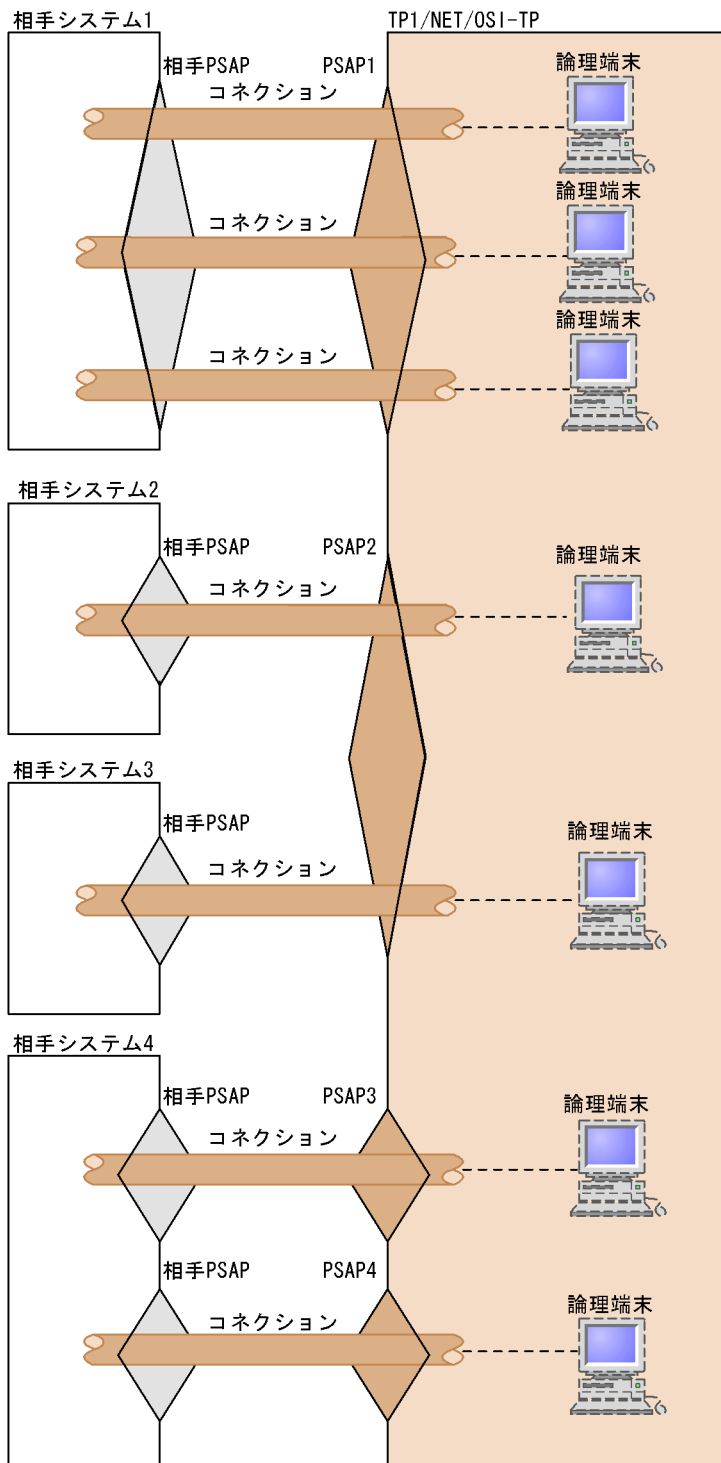 相手システム1
TP1/NET/OSI-TP
相手PSAP
PSAP1
論理端末
コネクション
論理端末
コネクション
論理端末
コネクション
相手システム2
相手PSAP
PSAP2
論理端末
コネクション
相手システム3
相手PSAP
論理端末
コネクション
相手システム4
相手PSAP
PSAP3
論理端末
コネクション
相手PSAP
PSAP4
論理端末
コネクション